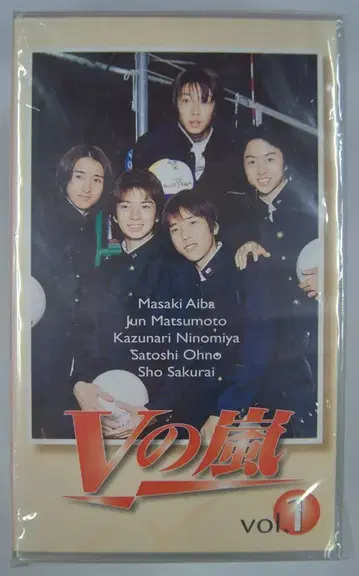 Masaki Aiba
Jun Matsumoto
Kazunari Ninomiya
Satoshi Ohno
Sho Sakurai
Vの嵐
vol.1